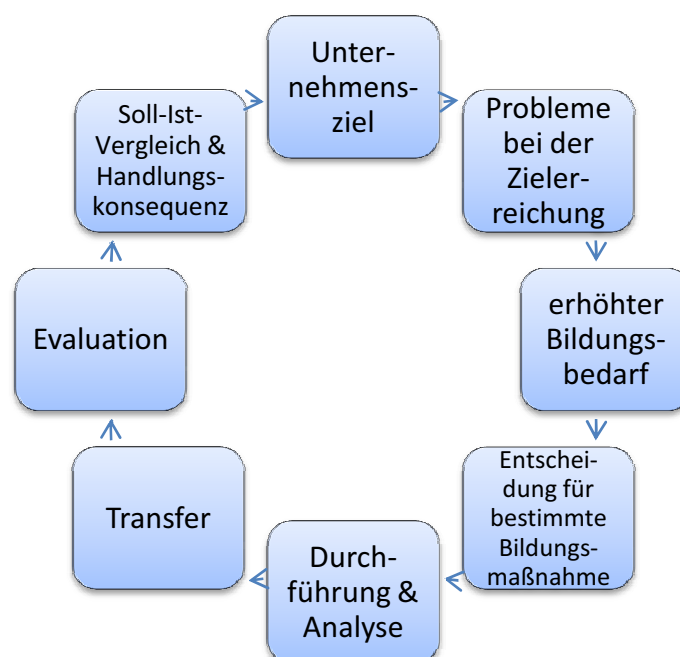 Unter-
nehmens-
ziel
Probleme
bei der
Zieler-
reichung
erhöhter
Bildungs-
bedarf
Entschei-
dung für
bestimmte
Bildungs-
maßnahme
Durch-
führung &
Analyse
Transfer
Evaluation
Soll-Ist-
Vergleich &
Handlungs-
konsequenz